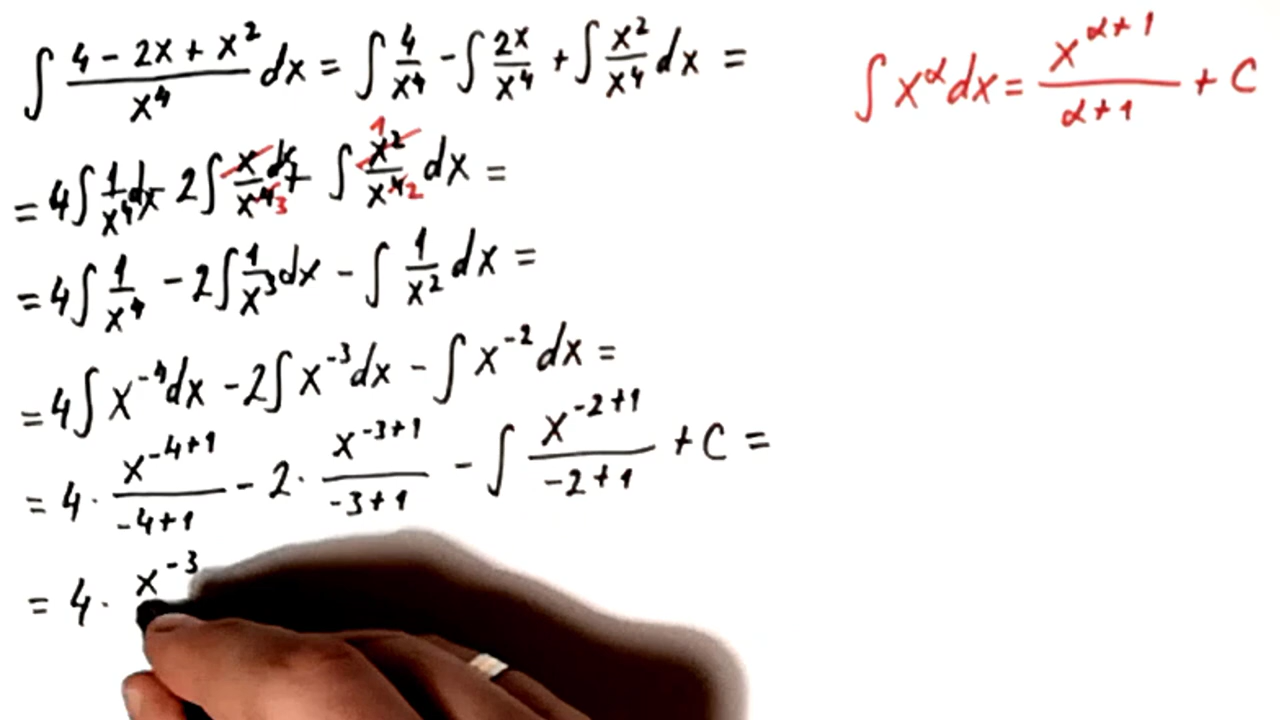 ∫ (4 - 2x + x²)/x⁴ dx = ∫ 4/x⁴ - ∫ 2x/x⁴ + ∫ x²/x⁴ dx =
∫ x^α dx = x^(α+1)/(α+1) + C
= 4∫ 1/x⁴ dx - 2∫ x/x⁴ 3 dx + ∫ 1 x²/x⁴ 2 dx =
= 4∫ 1/x⁴ - 2∫ 1/x³ dx - ∫ 1/x² dx =
= 4∫ x⁻⁴ dx - 2∫ x⁻³ dx - ∫ x⁻² dx =
= 4 · x^(-4+1)/(-4+1) - 2 · x^(-3+1)/(-3+1) - ∫ x^(-2+1)/(-2+1) + C =
= 4 · x⁻³